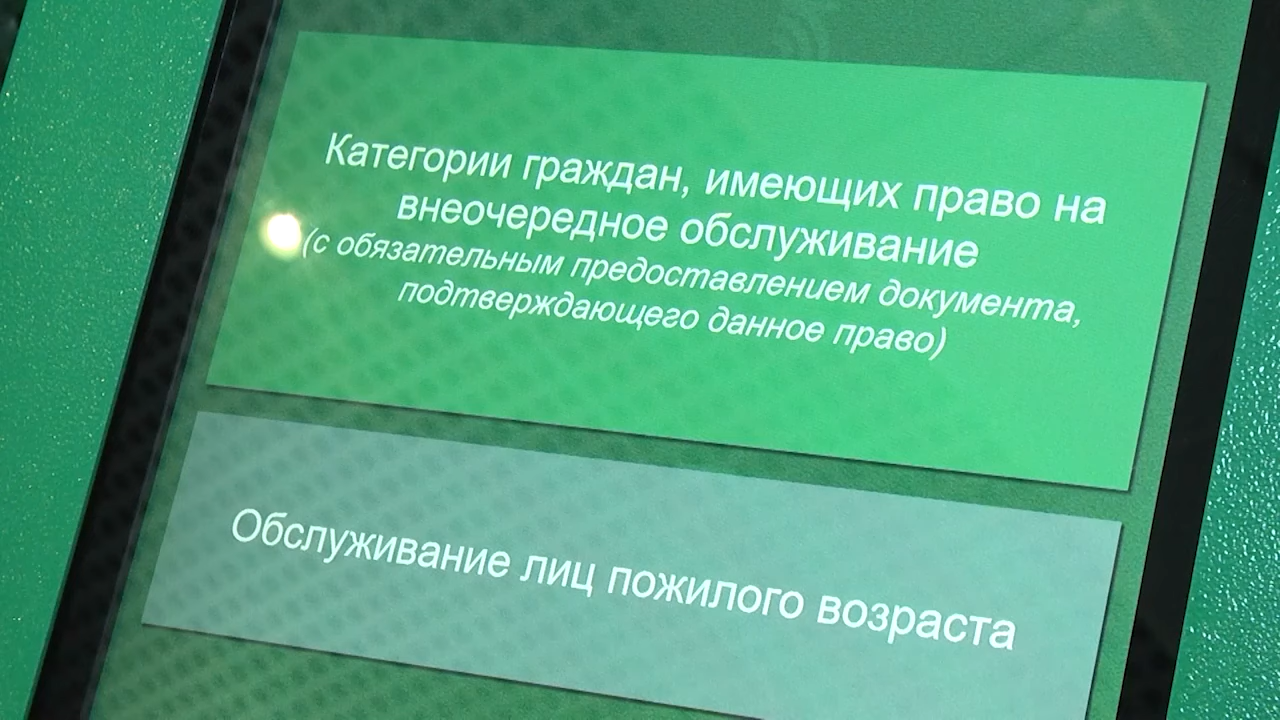 Категории граждан, имеющих право на
внеочередное обслуживание
(с обязательным предоставлением документа,
подтверждающего данное право)
Обслуживание лиц пожилого возраста